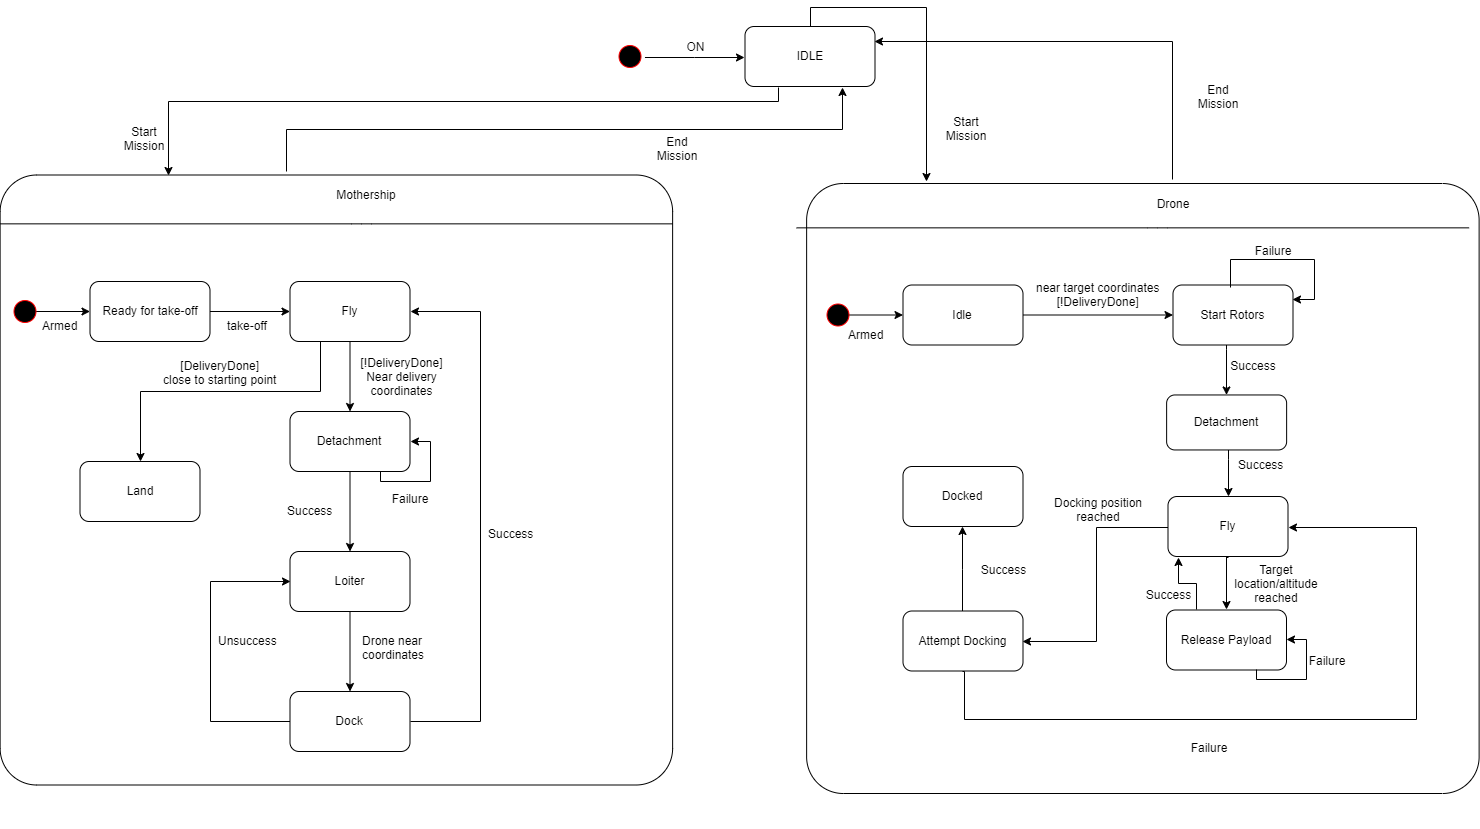 ON
IDLE
End
Mission
Start
Mission
Start
Mission
End
Mission
Mothership
Armed
Ready for take-off
take-off
Fly
[DeliveryDone]
close to starting point
[!DeliveryDone]
Near delivery
coordinates
Detachment
Failure
Land
Success
Success
Loiter
Unsuccess
Drone near
coordinates
Dock
Drone
Armed
Idle
near target coordinates
[!DeliveryDone]
Failure
Start Rotors
Success
Detachment
Success
Docked
Docking position
reached
Fly
Success
Target
location/altitude
reached
Success
Attempt Docking
Release Payload
Failure
Failure